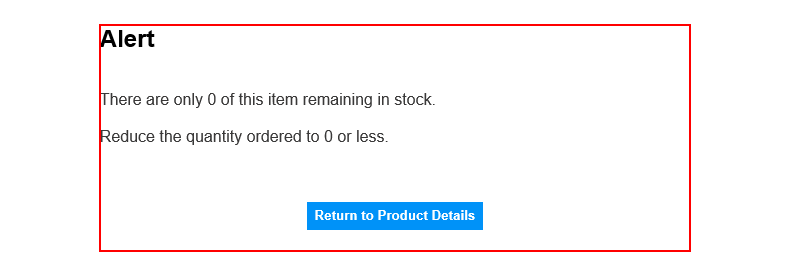 Alert
There are only 0 of this item remaining in stock.
Reduce the quantity ordered to 0 or less.
Return to Product Details